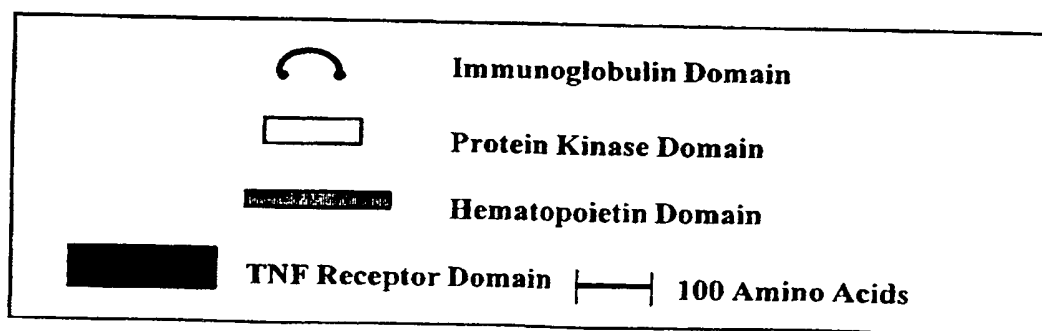 Immunoglobulin Domain
Protein Kinase Domain
Hematopoietin Domain
TNF Receptor Domain 100 Amino Acids